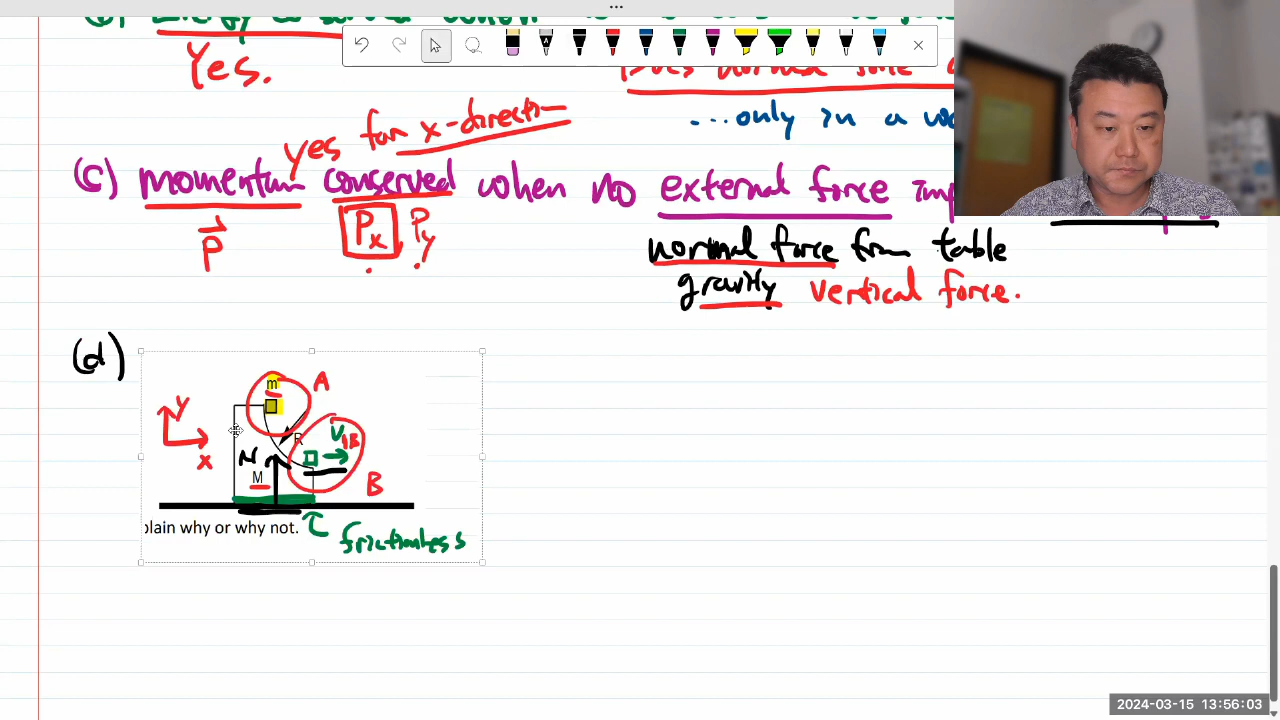 Yes.
...only in a
yes for x-direction
(c) momentum conserved when no external force
P
Px, Py
normal force from table
gravity vertical force.
(d)
m
A
y
x
R
V1B
N
M
B
plain why or why not.
frictionless
2024-03-15 13:56:03